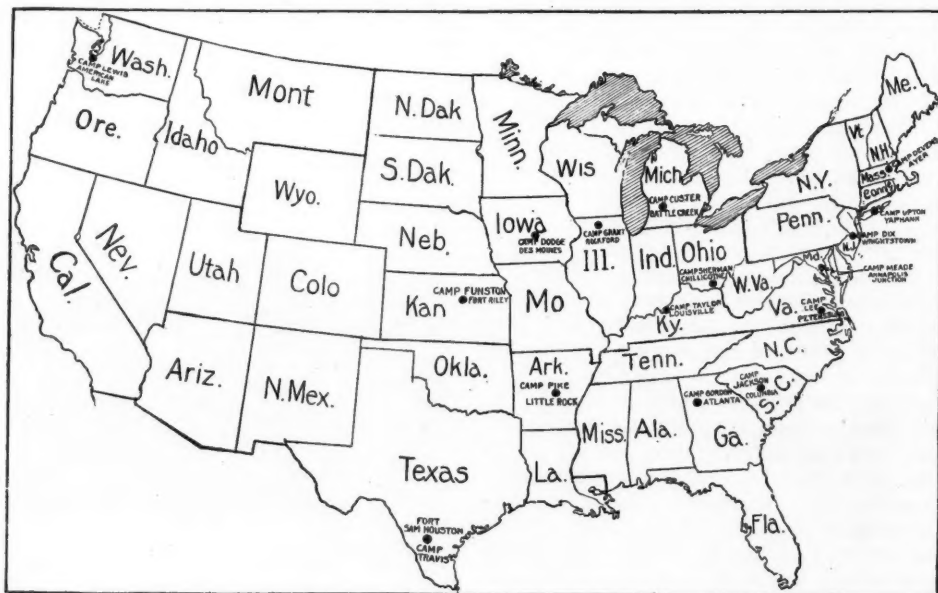 Wash.
CAMP LEWIS
AMERICAN
LAKE
Mont
N.Dak
Minn.
Me.
Ore.
Idaho
S.Dak.
Wis
Mich
Vt.
N.H.
CAMP DEVENS
AYER
Mass
Conn.
Wyo.
N.Y.
CAMP CUSTER
BATTLE CREEK
CAMP UPTON
YAPHANK
Iowa
CAMP DODGE
DES MOINES
CAMP GRANT
ROCKFORD
Penn.
N.J.
CAMP DIX
WRIGHTSTOWN
Nev.
Cal.
Utah
Colo
Neb.
Ill.
Ind.
Ohio
CAMP SHERMAN
CHILLICOTHE
W.Va.
Md.
CAMP MEADE
ANNAPOLIS
JUNCTION
Kan
CAMP FUNSTON
FORT RILEY
Mo
CAMP TAYLOR
LOUISVILLE
Ky.
Va.
CAMP
LEE
Ariz.
N.Mex.
Okla.
Ark.
CAMP PIKE
LITTLE ROCK
Tenn.
N.C.
CAMP
JACKSON
COLUMBIA
S.C.
CAMP GORDON
ATLANTA
Texas
La.
Miss.
Ala.
Ga.
FORT
SAM HOUSTON
CAMP
TRAVIS
Fla.